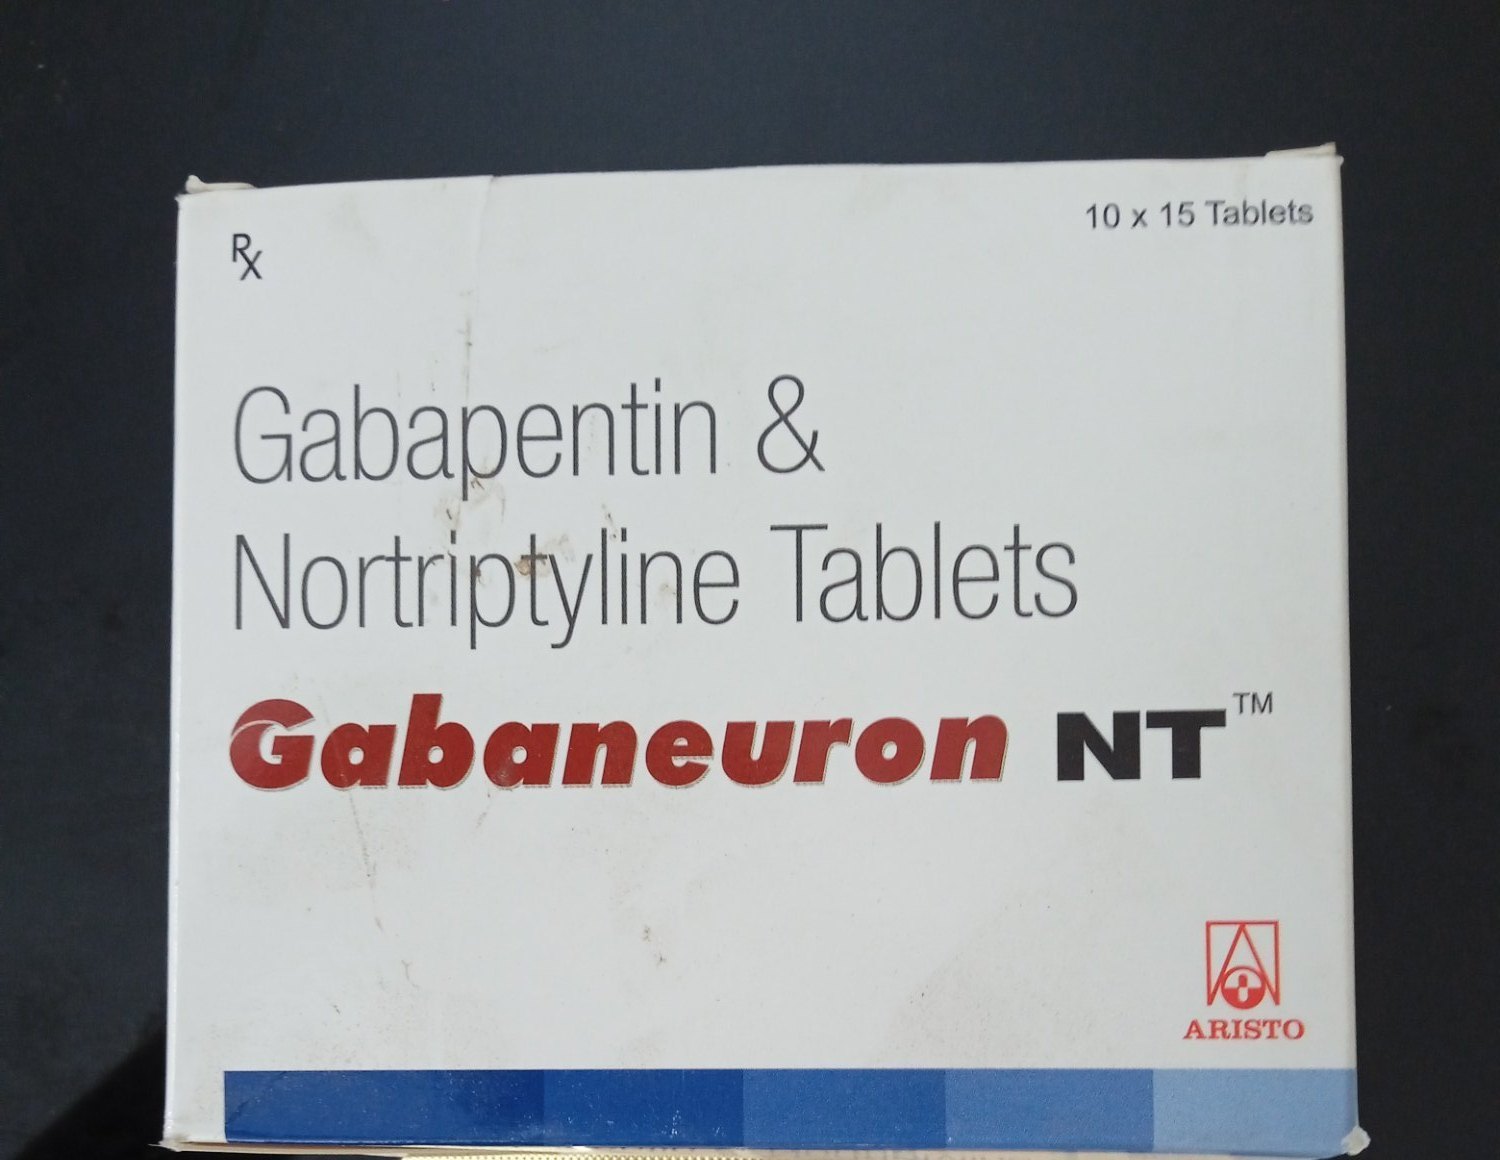 Rx
10 x 15 Tablets
Gabapentin &
Nortriptyline Tablets
Gabaneuron NT™
ARISTO